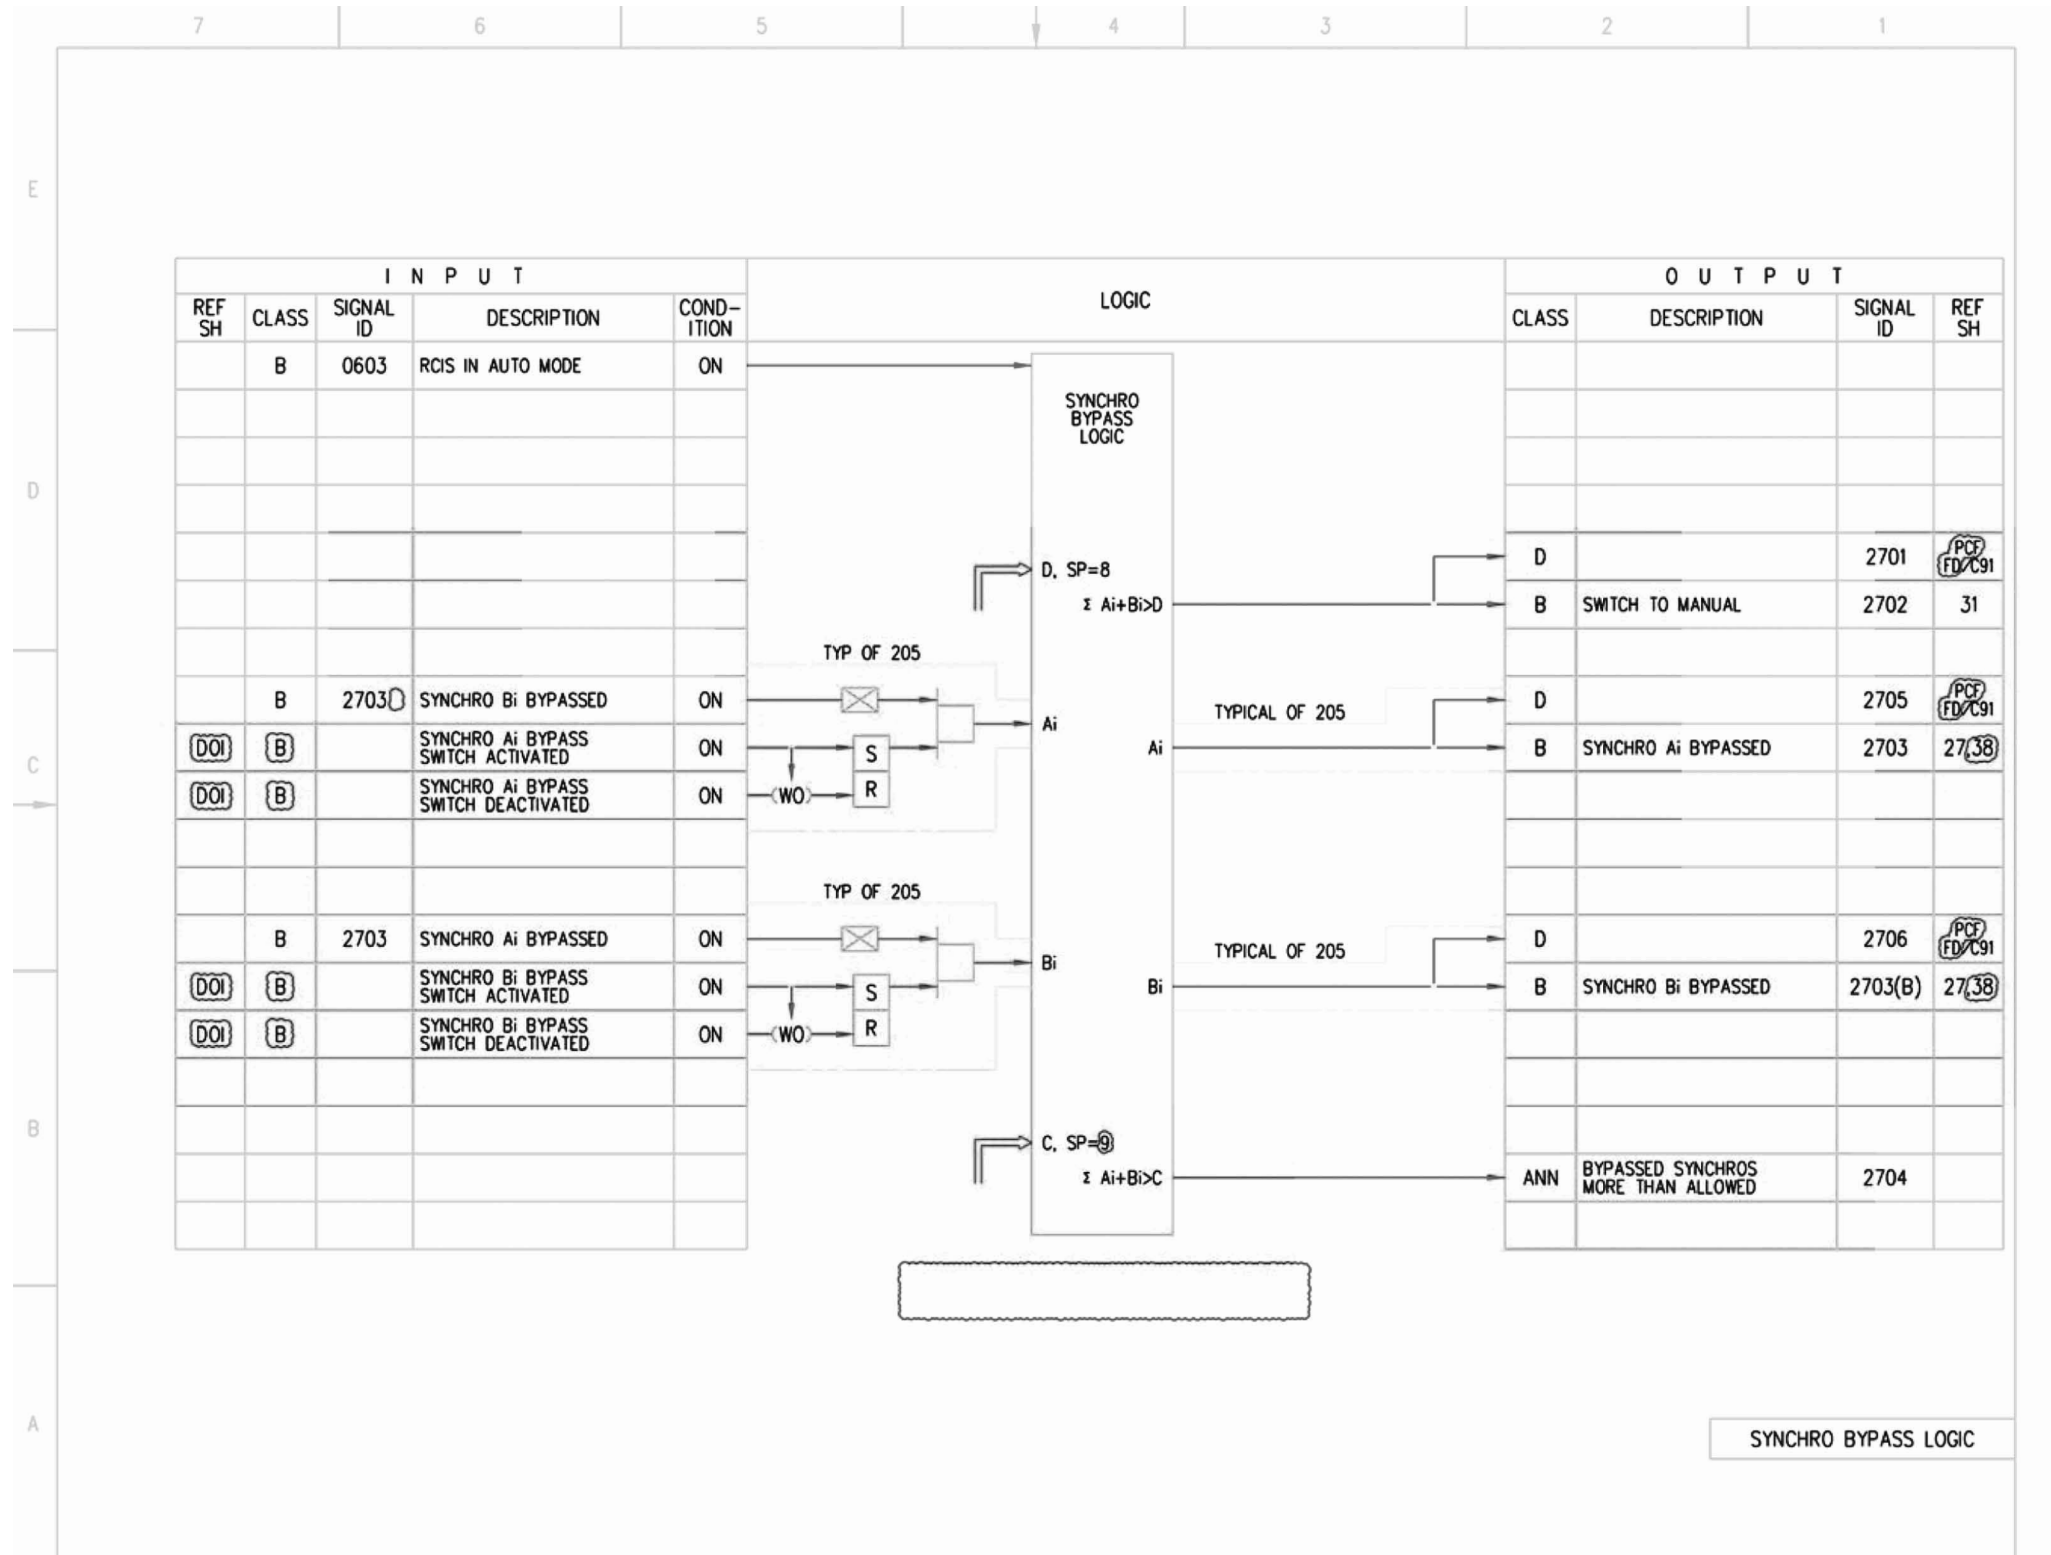 7 6 5 4 3 2 1
E
D
C
B
A
I N P U T
LOGIC
O U T P U T
REF SH
CLASS
SIGNAL ID
DESCRIPTION
COND-ITION
CLASS
DESCRIPTION
SIGNAL ID
REF SH
B 0603 RCIS IN AUTO MODE ON
SYNCHRO
BYPASS
LOGIC
D, SP=8
Σ Ai+Bi>D
D 2701 PCF FD/C91
B SWITCH TO MANUAL 2702 31
TYP OF 205
B 2703 SYNCHRO Bi BYPASSED ON
DOI B SYNCHRO Ai BYPASS
SWITCH ACTIVATED ON
S
DOI B SYNCHRO Ai BYPASS
SWITCH DEACTIVATED ON
(WO)
R
Ai
TYPICAL OF 205
Ai
D 2705 PCF FD/C91
B SYNCHRO Ai BYPASSED 2703 27,38
TYP OF 205
B 2703 SYNCHRO Ai BYPASSED ON
DOI B SYNCHRO Bi BYPASS
SWITCH ACTIVATED ON
S
DOI B SYNCHRO Bi BYPASS
SWITCH DEACTIVATED ON
(WO)
R
Bi
TYPICAL OF 205
Bi
D 2706 PCF FD/C91
B SYNCHRO Bi BYPASSED 2703(B) 27,38
C, SP=9
Σ Ai+Bi>C
ANN BYPASSED SYNCHROS
MORE THAN ALLOWED 2704
SYNCHRO BYPASS LOGIC